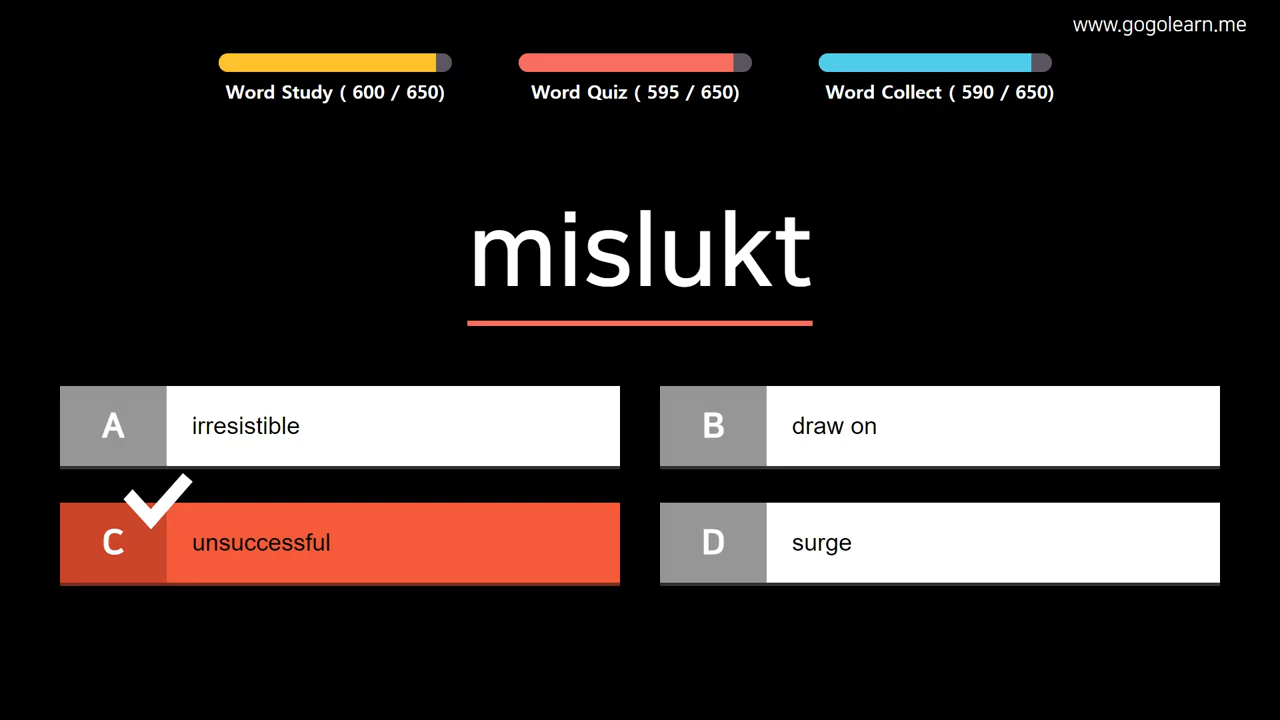 www.gogolearn.me
Word Study ( 600 / 650)
Word Quiz ( 595 / 650)
Word Collect ( 590 / 650)
mislukt
A irresistible
B draw on
C unsuccessful
D surge